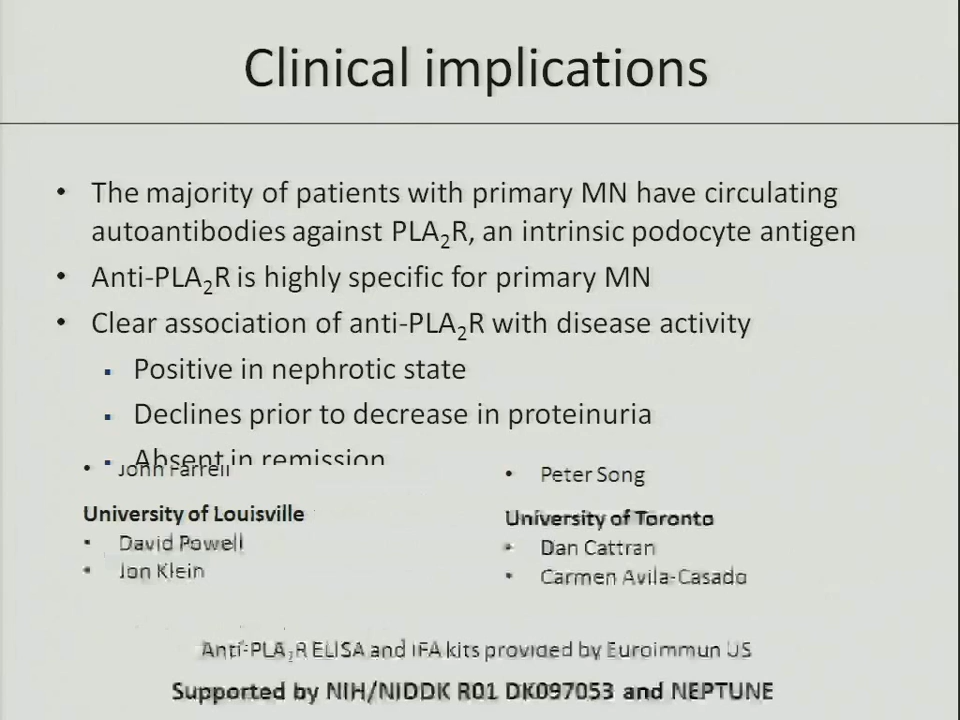 Clinical implications
• The majority of patients with primary MN have circulating
autoantibodies against PLA₂R, an intrinsic podocyte antigen
• Anti-PLA₂R is highly specific for primary MN
• Clear association of anti-PLA₂R with disease activity
▪ Positive in nephrotic state
▪ Declines prior to decrease in proteinuria
▪ Absent in remission
• John Farrell
• Peter Song
University of Louisville
University of Toronto
• David Powell
• Dan Cattran
• Jon Klein
• Carmen Avila-Casado
Anti-PLA₂R ELISA and IFA kits provided by Euroimmun US
Supported by NIH/NIDDK R01 DK097053 and NEPTUNE